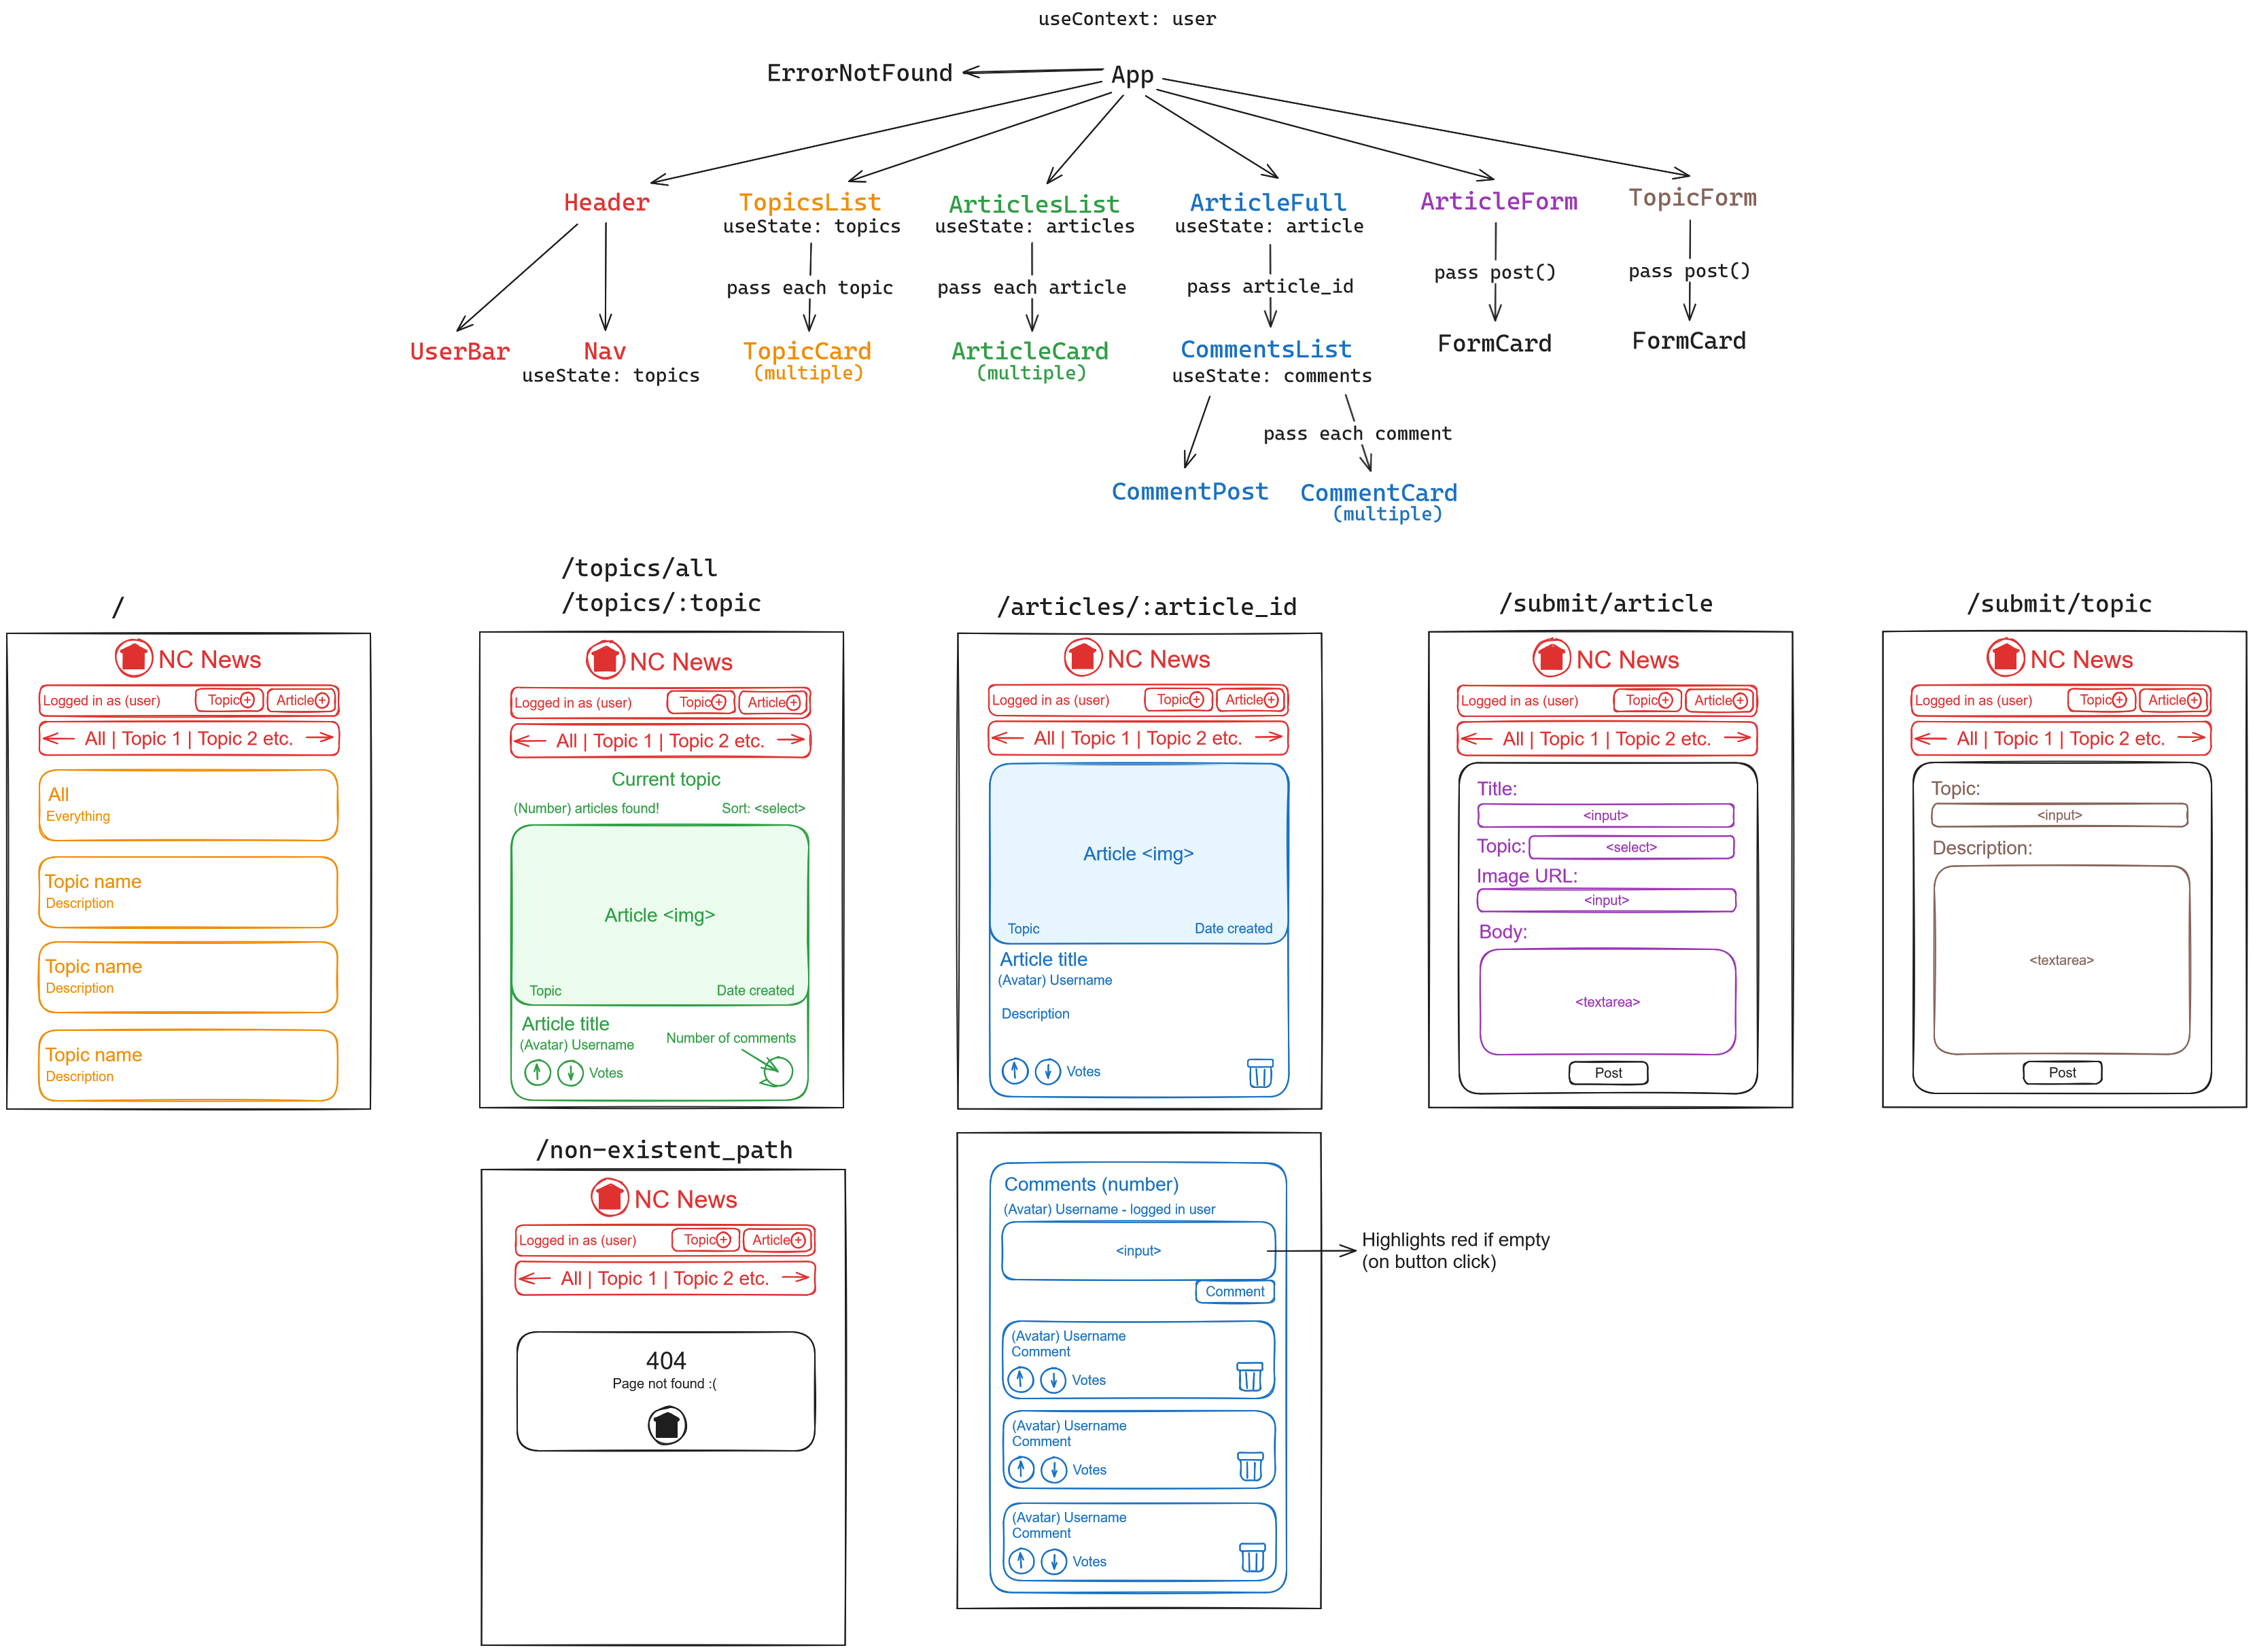 useContext: user
ErrorNotFound
App
Header
TopicsList
useState: topics
ArticlesList
useState: articles
ArticleFull
useState: article
ArticleForm
TopicForm
pass each topic
pass each article
pass article_id
pass post()
pass post()
UserBar
Nav
useState: topics
TopicCard
(multiple)
ArticleCard
(multiple)
CommentsList
useState: comments
FormCard
FormCard
pass each comment
CommentPost
CommentCard
(multiple)
/
NC News
Logged in as (user)
Topic+
Article+
All | Topic 1 | Topic 2 etc.
All
Everything
Topic name
Description
Topic name
Description
Topic name
Description
/topics/all
/topics/:topic
NC News
Logged in as (user)
Topic+
Article+
All | Topic 1 | Topic 2 etc.
Current topic
(Number) articles found!
Sort: <select>
Article <img>
Topic
Date created
Article title
(Avatar) Username
Number of comments
Votes
/articles/:article_id
NC News
Logged in as (user)
Topic+
Article+
All | Topic 1 | Topic 2 etc.
Article <img>
Topic
Date created
Article title
(Avatar) Username
Description
Votes
/submit/article
NC News
Logged in as (user)
Topic+
Article+
All | Topic 1 | Topic 2 etc.
Title:
<input>
Topic:
<select>
Image URL:
<input>
Body:
<textarea>
Post
/submit/topic
NC News
Logged in as (user)
Topic+
Article+
All | Topic 1 | Topic 2 etc.
Topic:
<input>
Description:
<textarea>
Post
/non-existent_path
NC News
Logged in as (user)
Topic+
Article+
All | Topic 1 | Topic 2 etc.
404
Page not found :(
Comments (number)
(Avatar) Username - logged in user
<input>
Comment
Highlights red if empty
(on button click)
(Avatar) Username
Comment
Votes
(Avatar) Username
Comment
Votes
(Avatar) Username
Comment
Votes